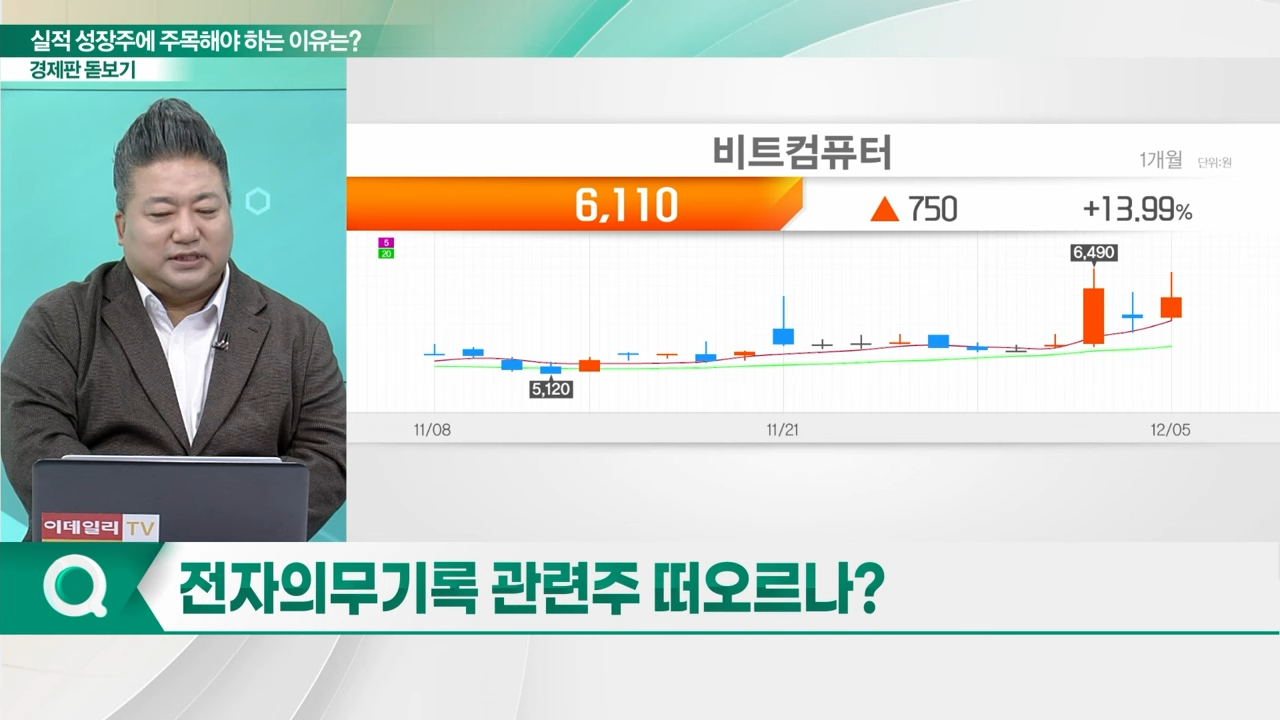 실적 성장주에 주목해야 하는 이유는?
경제판 돋보기
비트컴퓨터
1개월 단위:원
6,110 ▲ 750 +13.99%
5
20
6,490
5,120
11/08 11/21 12/05
이데일리 TV
전자의무기록 관련주 떠오르나?